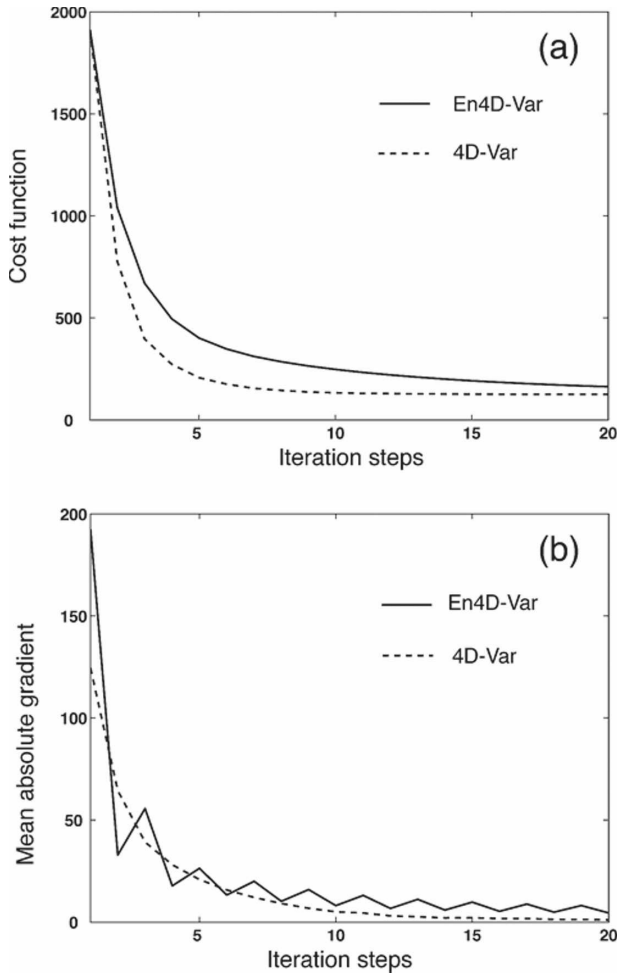 2000
(a)
En4D-Var
1500
4D-Var
1000
Cost function
500
0
5
10
15
20
Iteration steps
200
(b)
En4D-Var
150
4D-Var
100
Mean absolute gradient
50
0
5
10
15
20
Iteration steps